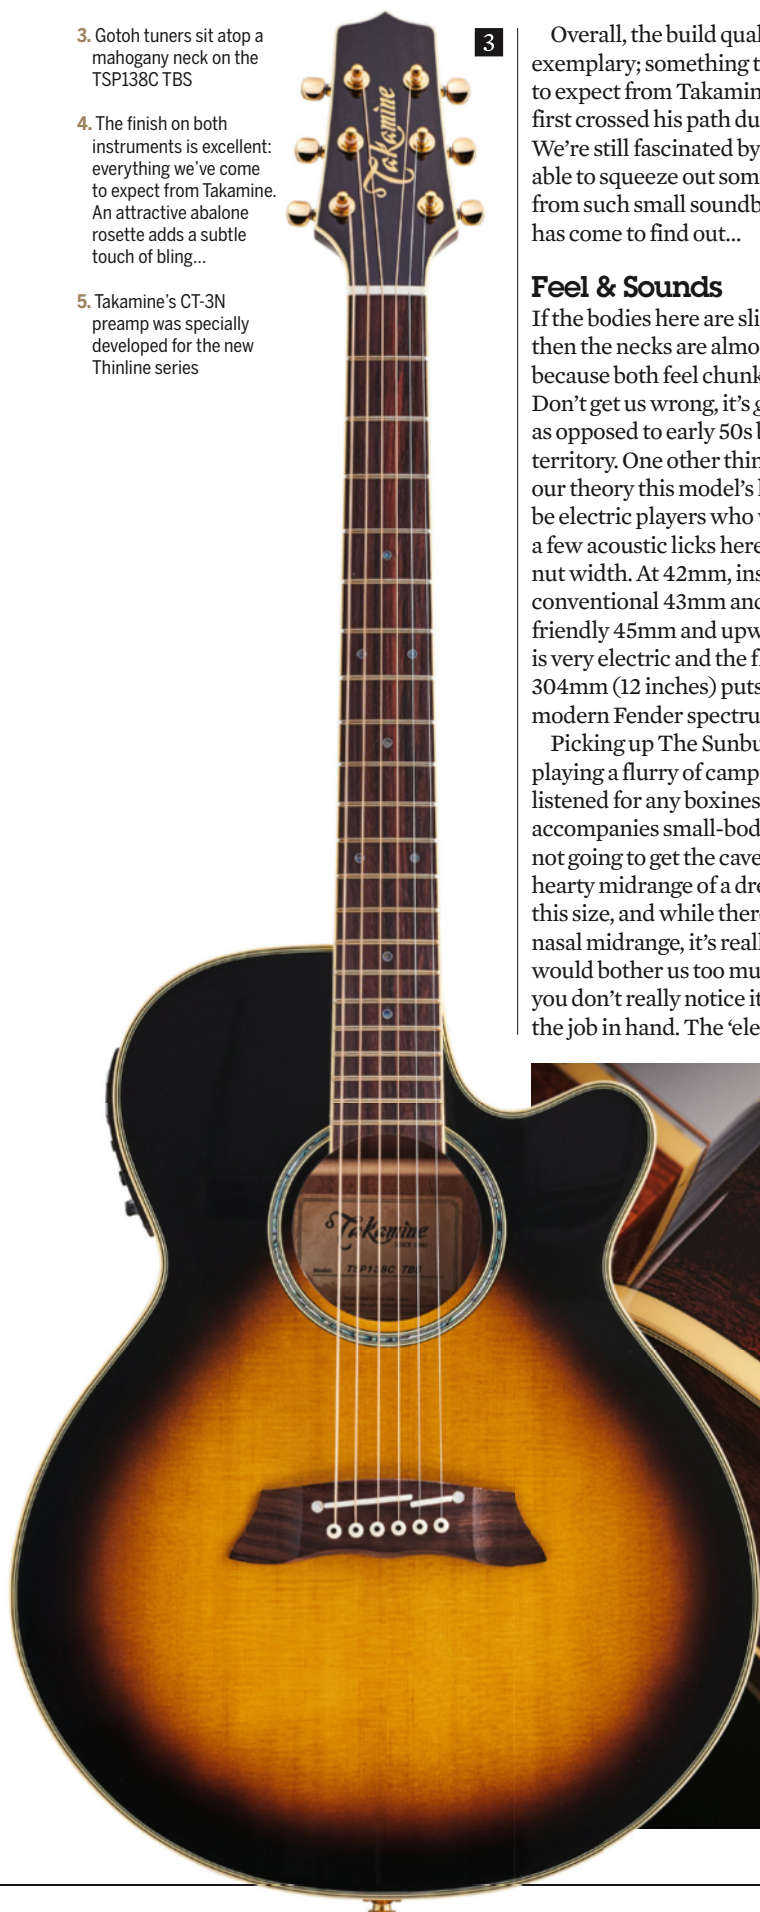 3. Gotoh tuners sit atop a
mahogany neck on the
TSP138C TBS
4. The finish on both
instruments is excellent:
everything we’ve come
to expect from Takamine.
An attractive abalone
rosette adds a subtle
touch of bling...
5. Takamine’s CT-3N
preamp was specially
developed for the new
Thinline series
3
Takamine
Overall, the build qual
exemplary; something t
to expect from Takamin
first crossed his path du
We’re still fascinated by
able to squeeze out som
from such small soundb
has come to find out...
Feel & Sounds
If the bodies here are sli
then the necks are almo
because both feel chunk
Don’t get us wrong, it’s g
as opposed to early 50s b
territory. One other thin
our theory this model’s l
be electric players who w
a few acoustic licks here
nut width. At 42mm, ins
conventional 43mm and
friendly 45mm and upw
is very electric and the f
304mm (12 inches) puts
modern Fender spectru
Picking up The Sunbu
playing a flurry of camp
listened for any boxines
accompanies small-bod
not going to get the cave
hearty midrange of a dre
this size, and while ther
nasal midrange, it’s reall
would bother us too mu
you don’t really notice it
the job in hand. The ‘ele
Takamine
TSP138C TBS